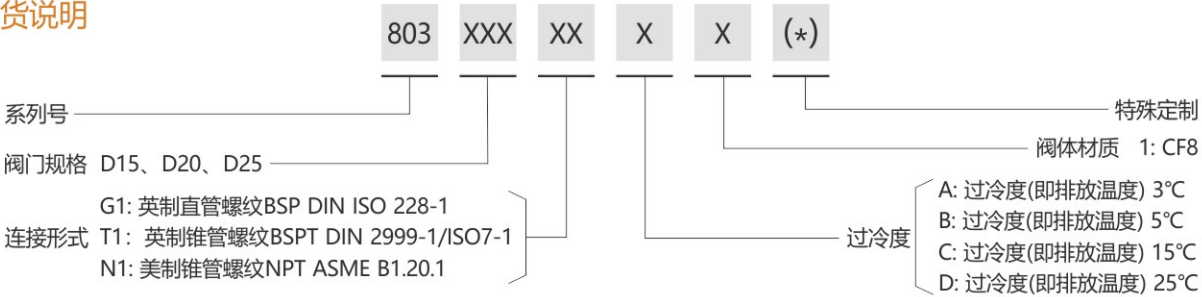 货说明
803 XXX XX X X (*)
系列号
特殊定制
阀门规格 D15、D20、D25
阀体材质 1: CF8
连接形式
G1: 英制直管螺纹BSP DIN ISO 228-1
T1: 英制锥管螺纹BSPT DIN 2999-1/ISO7-1
N1: 美制锥管螺纹NPT ASME B1.20.1
过冷度
A: 过冷度(即排放温度) 3℃
B: 过冷度(即排放温度) 5℃
C: 过冷度(即排放温度) 15℃
D: 过冷度(即排放温度) 25℃